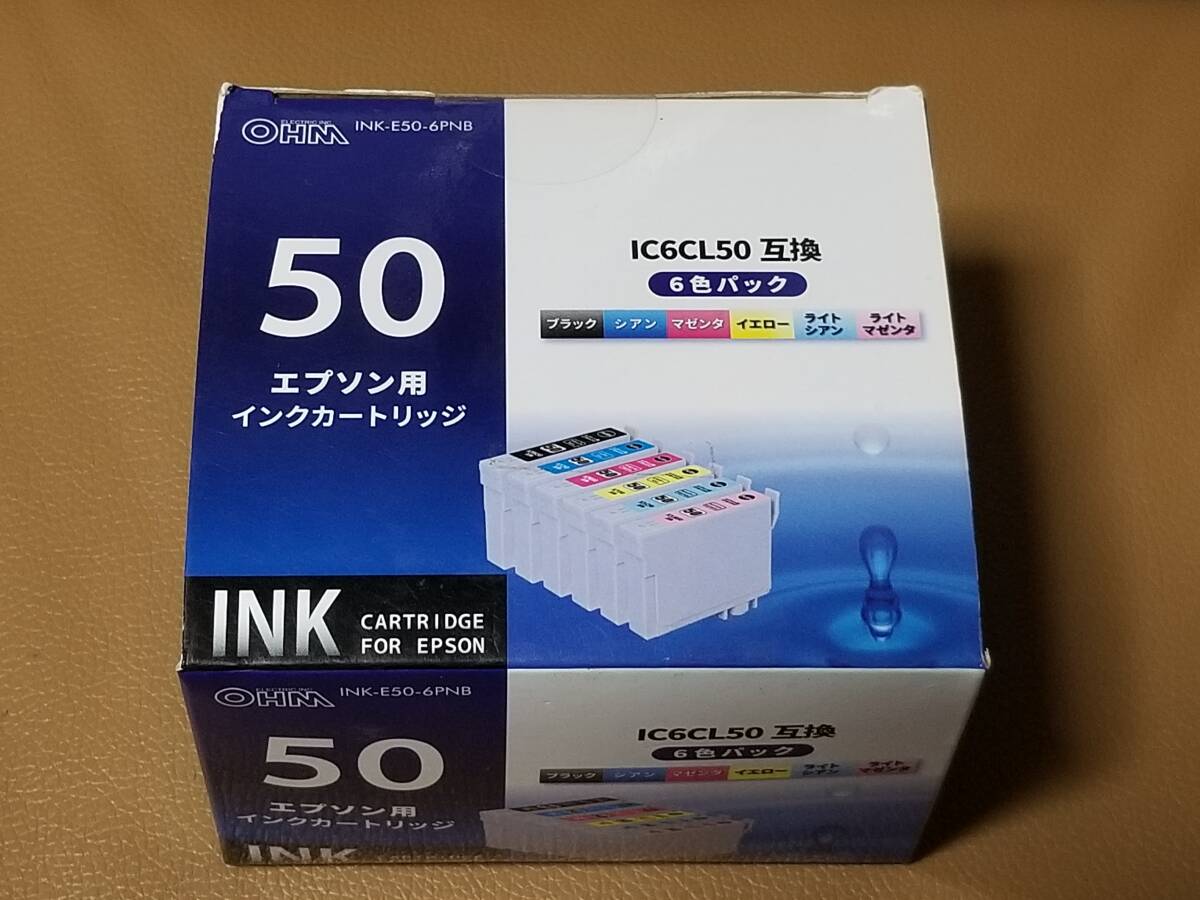 ELECTRIC INC.
OHM INK-E50-6PNB
50
エプソン用
インクカートリッジ
IC6CL50 互換
6色パック
ブラック シアン マゼンタ イエロー ライトシアン ライトマゼンタ
INK CARTRIDGE
FOR EPSON
ELECTRIC INC.
OHM INK-E50-6PNB
50
エプソン用
インクカートリッジ
INK
IC6CL50 互換
6色パック
ブラック シアン マゼンタ イエロー ライトシアン ライトマゼンタ